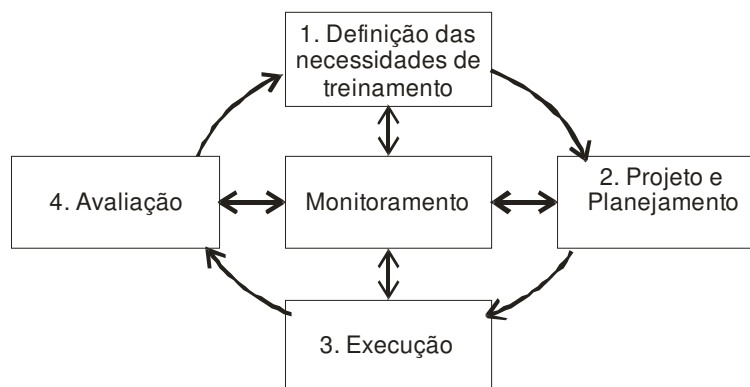 1. Definição das
necessidades de
treinamento
4. Avaliação
Monitoramento
2. Projeto e
Planejamento
3. Execução